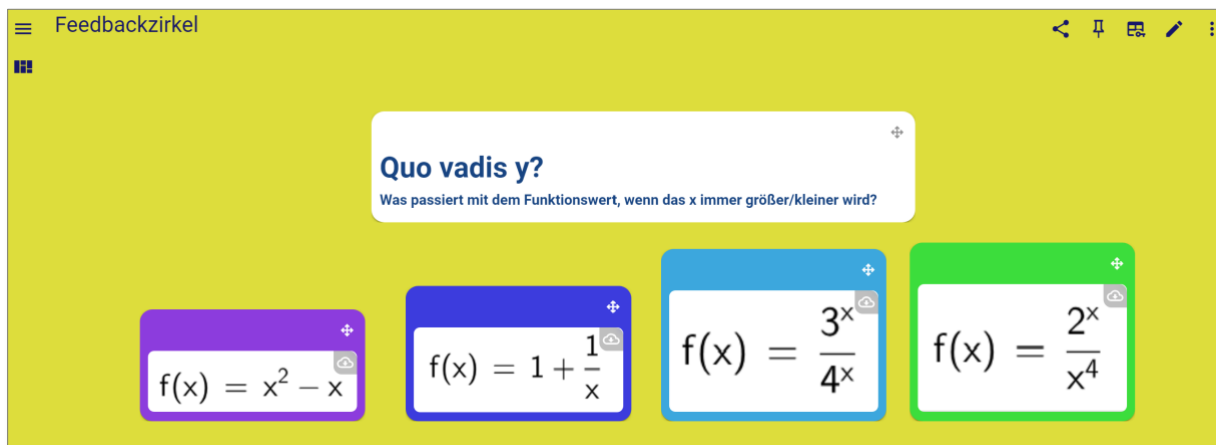 Feedbackzirkel
Quo vadis y?
Was passiert mit dem Funktionswert, wenn das x immer größer/kleiner wird?
f(x) = x² − x
f(x) = 1 + 1/x
f(x) = 3ˣ/4ˣ
f(x) = 2ˣ/x⁴